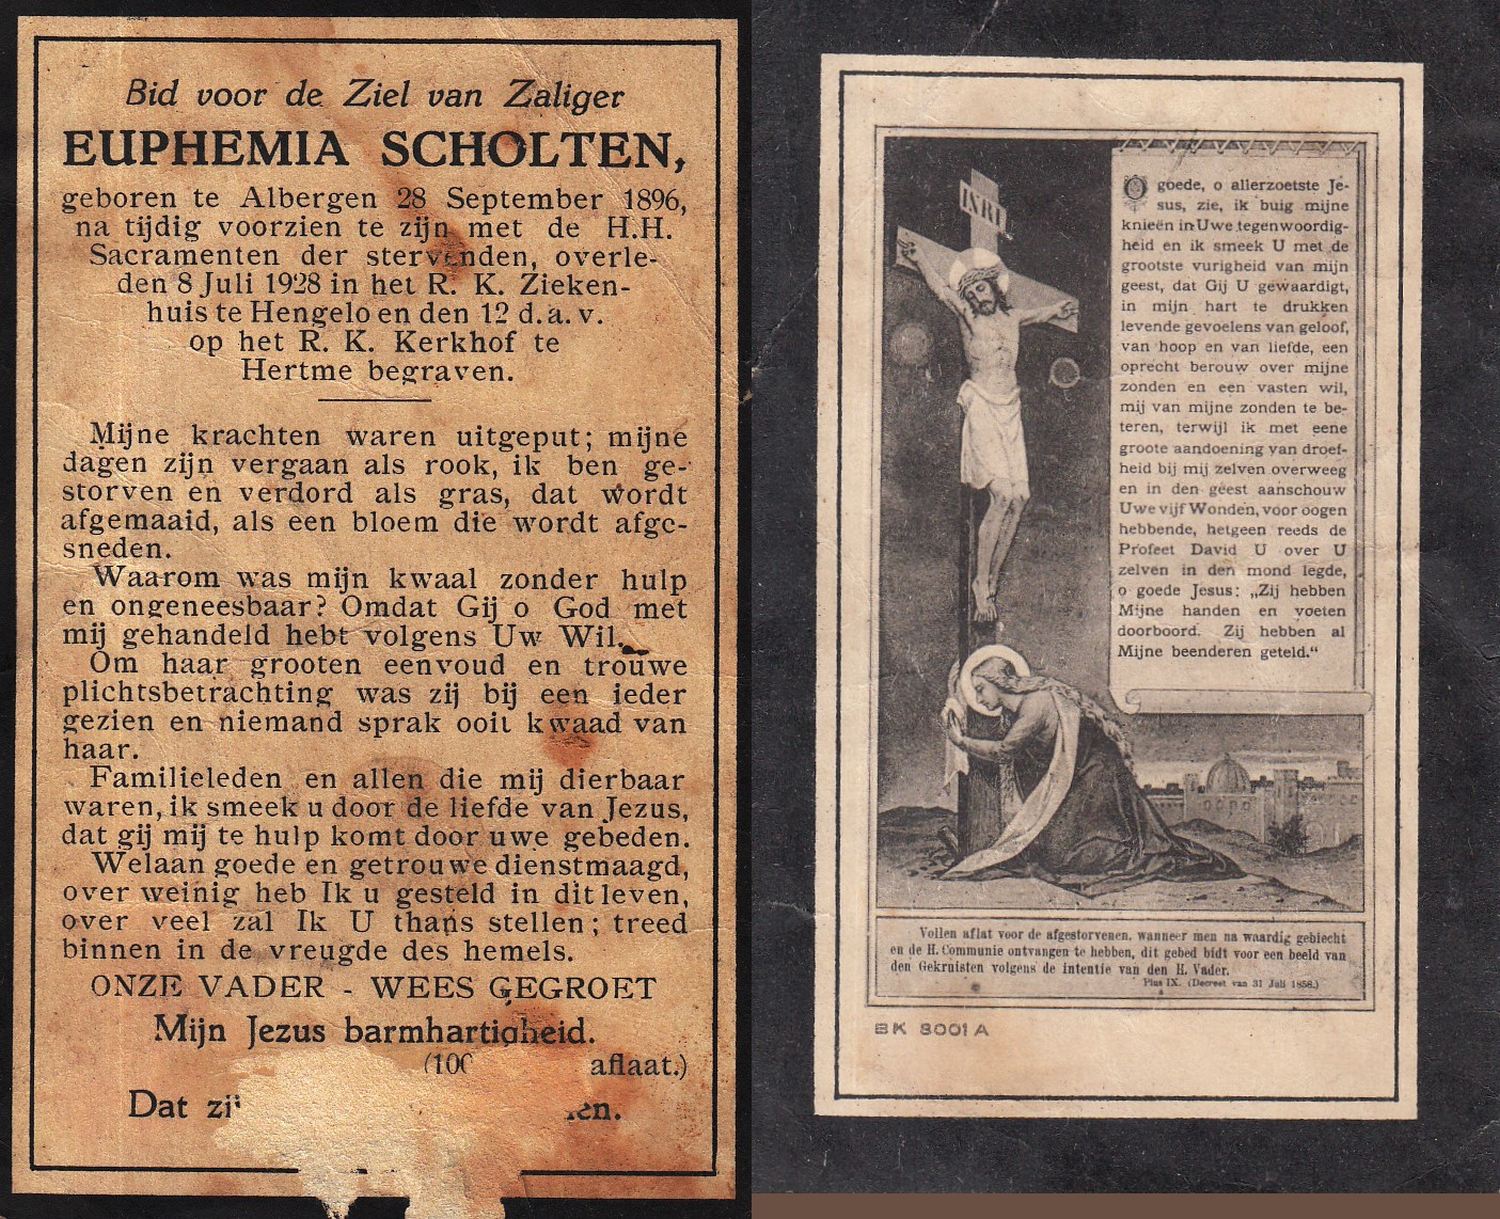 Bid voor de Ziel van Zaliger
EUPHEMIA SCHOLTEN,
geboren te Albergen 28 September 1896,
na tijdig voorzien te zijn met de H.H.
Sacramenten der stervenden, overle-
den 8 Juli 1928 in het R. K. Zieken-
huis te Hengelo en den 12 d. a. v.
op het R. K. Kerkhof te
Hertme begraven.
Mijne krachten waren uitgeput; mijne
dagen zijn vergaan als rook, ik ben ge-
storven en verdord als gras, dat wordt
afgemaaid, als een bloem die wordt afge-
sneden.
Waarom was mijn kwaal zonder hulp
en ongeneesbaar? Omdat Gij o God met
mij gehandeld hebt volgens Uw Wil.
Om haar grooten eenvoud en trouwe
plichtsbetrachting was zij bij een ieder
gezien en niemand sprak ooit kwaad van
haar.
Familieleden en allen die mij dierbaar
waren, ik smeek u door de liefde van Jezus,
dat gij mij te hulp komt door uwe gebeden.
Welaan goede en getrouwe dienstmaagd,
over weinig heb Ik u gesteld in dit leven,
over veel zal Ik U thans stellen; treed
binnen in de vreugde des hemels.
ONZE VADER - WEES GEGROET
Mijn Jezus barmhartigheid.
(100 aflaat.)
Dat
INRI
O goede, o allerzoetste Je-
sus, zie, ik buig mijne
knieën in Uwe tegenwoordig-
heid en ik smeek U met de
grootste vurigheid van mijn
geest, dat Gij U gewaardigt,
in mijn hart te drukken
levende gevoelens van geloof,
van hoop en van liefde, een
oprecht berouw over mijne
zonden en een vasten wil,
mij van mijne zonden te be-
teren, terwijl ik met eene
groote aandoening van droef-
heid bij mij zelven overweeg
en in den geest aanschouw
Uwe vijf Wonden, voor oogen
hebbende, hetgeen reeds de
Profeet David U over U
zelven in den mond legde,
o goede Jesus: „Zij hebben
Mijne handen en voeten
doorboord. Zij hebben al
Mijne beenderen geteld.“
Vollen aflat voor de afgestorvenen, wanneer men na waardig gebiecht
en de H. Communie ontvangen te hebben, dit gebed bidt voor een beeld van
den Gekruisten volgens de intentie van den H. Vader.
Pius IX. (Decreet van 31 Juli 1858.)
BK 8001 A